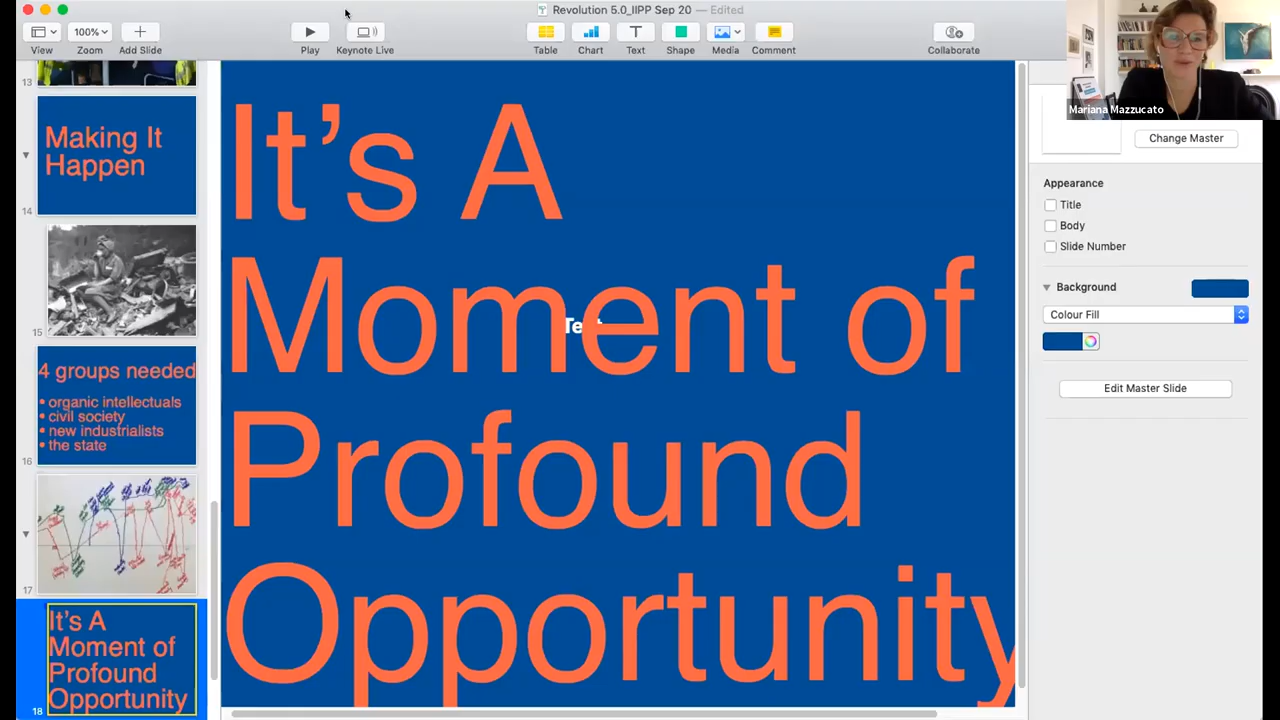 Revolution 5.0_IIPP Sep 20 — Edited
View
100%
Zoom
Add Slide
Play
Keynote Live
Table
Chart
Text
Shape
Media
Comment
Collaborate
Mariana Mazzucato
13
Making It
Happen
14
15
4 groups needed
• organic intellectuals
• civil society
• new industrialists
• the state
16
17
It’s A
Moment of
Profound
Opportunity
18
It’s A
Moment of
Profound
Opportunity
Change Master
Appearance
Title
Body
Slide Number
Background
Colour Fill
Edit Master Slide